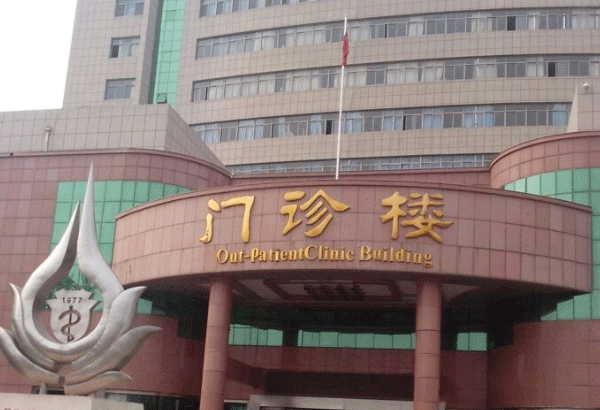 门诊楼
Out-PatientClinic Building
1677